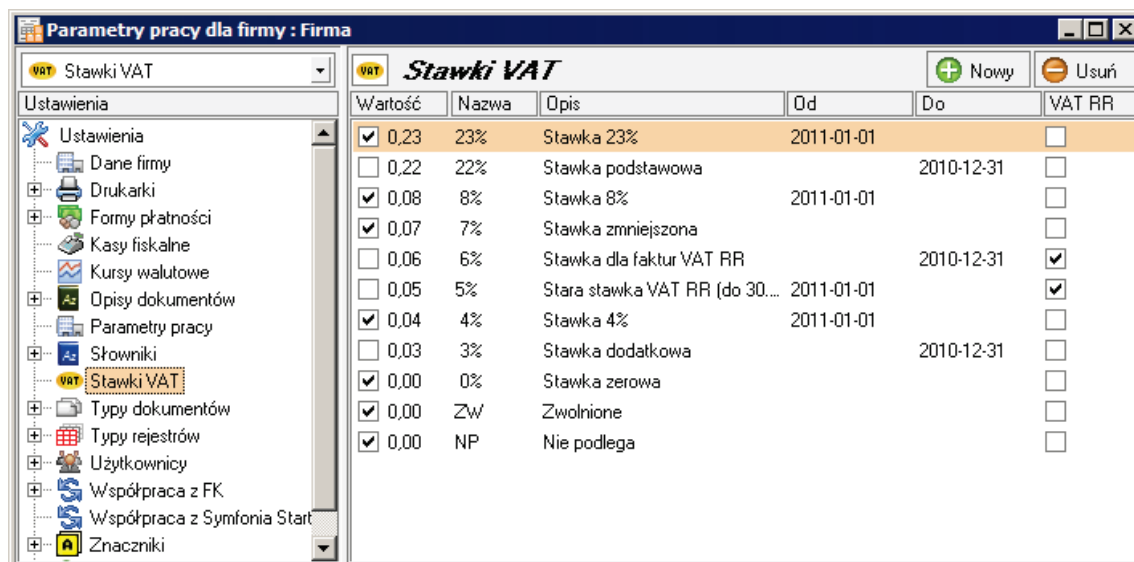 Parametry pracy dla firmy : Firma
VAT Stawki VAT
Ustawienia
Ustawienia
Dane firmy
Drukarki
Formy płatności
Kasy fiskalne
Kursy walutowe
Az Opisy dokumentów
Parametry pracy
Az Słowniki
VAT Stawki VAT
Typy dokumentów
Typy rejestrów
Użytkownicy
Współpraca z FK
Współpraca z Symfonia Start
A Znaczniki
VAT Stawki VAT Nowy Usuń
Wartość Nazwa Opis Od Do VAT RR
0,23 23% Stawka 23% 2011-01-01
0,22 22% Stawka podstawowa 2010-12-31
0,08 8% Stawka 8% 2011-01-01
0,07 7% Stawka zmniejszona
0,06 6% Stawka dla faktur VAT RR 2010-12-31
0,05 5% Stara stawka VAT RR (do 30.... 2011-01-01
0,04 4% Stawka 4% 2011-01-01
0,03 3% Stawka dodatkowa 2010-12-31
0,00 0% Stawka zerowa
0,00 ZW Zwolnione
0,00 NP Nie podlega